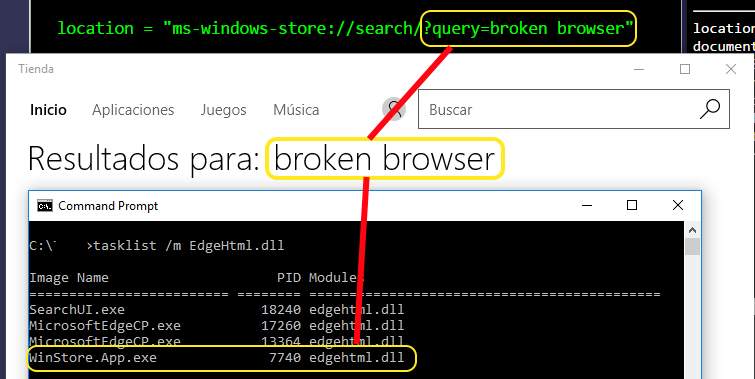 location = "ms-windows-store://search/?query=broken browser"
location
docume
Tienda
Inicio Aplicaciones Juegos Música Buscar
Resultados para: broken browser
Command Prompt
C:\ >tasklist /m EdgeHtml.dll
Image Name PID Modules
========================= ======== ============================================
SearchUI.exe 18240 edgehtml.dll
MicrosoftEdgeCP.exe 17260 edgehtml.dll
MicrosoftEdgeCP.exe 13364 edgehtml.dll
WinStore.App.exe 7740 edgehtml.dll